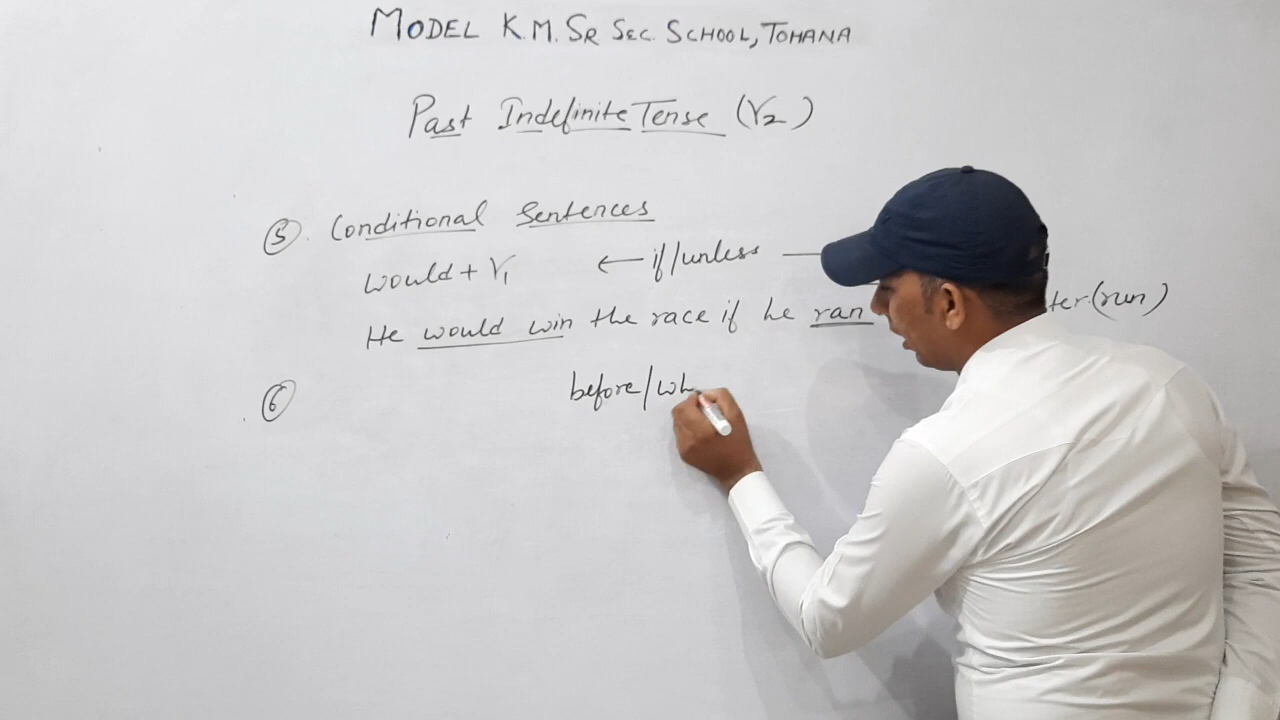 MODEL K.M. SR SEC. SCHOOL, TOHANA
Past Indefinite Tense (V2)
5. Conditional Sentences
would + V1 ← if/unless —
He would win the race if he ran ter. (run)
6 before/wh